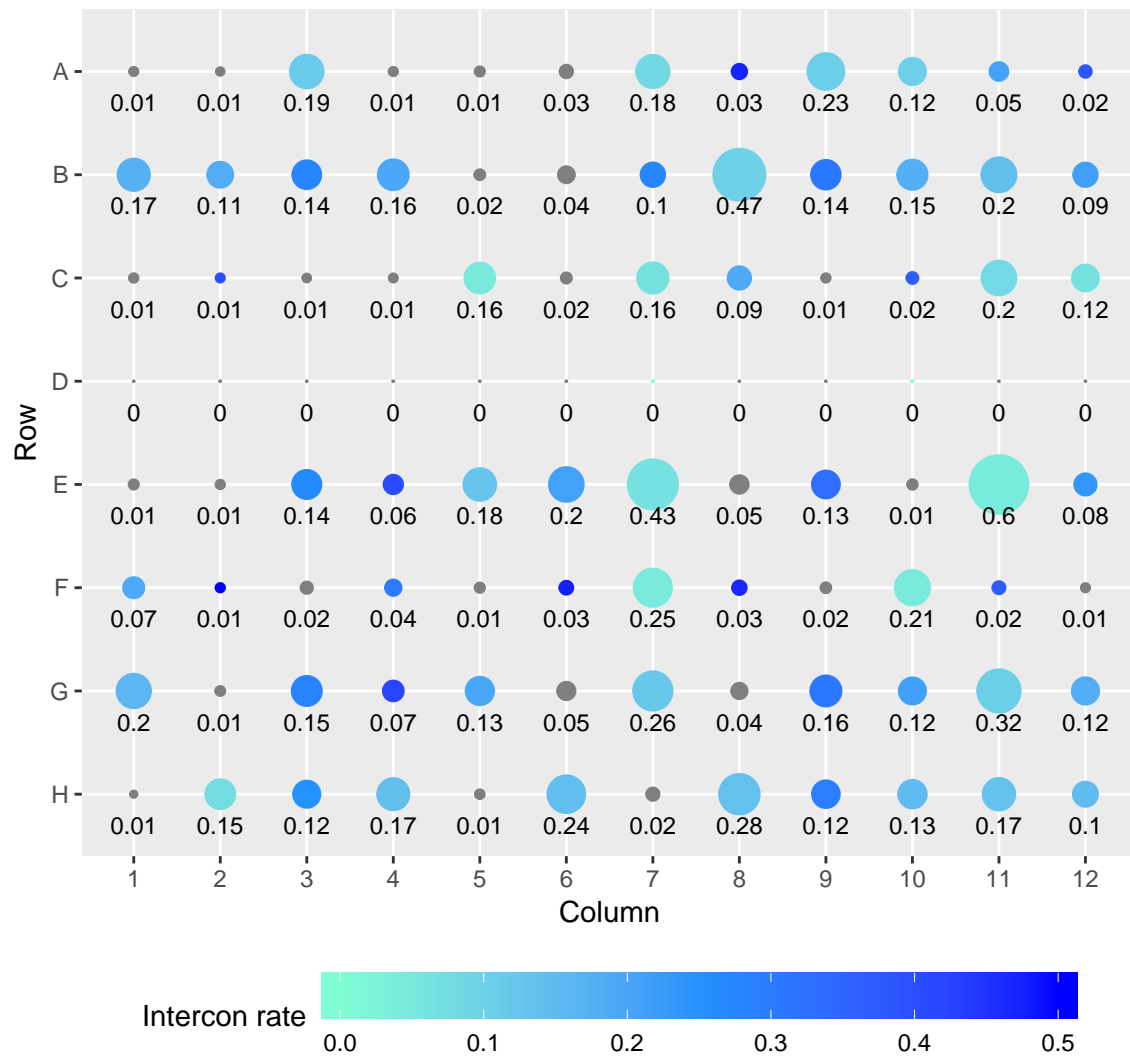 A
0.01 0.01 0.19 0.01 0.01 0.03 0.18 0.03 0.23 0.12 0.05 0.02
B
0.17 0.11 0.14 0.16 0.02 0.04 0.1 0.47 0.14 0.15 0.2 0.09
C
0.01 0.01 0.01 0.01 0.16 0.02 0.16 0.09 0.01 0.02 0.2 0.12
D
0 0 0 0 0 0 0 0 0 0 0 0
Row
E
0.01 0.01 0.14 0.06 0.18 0.2 0.43 0.05 0.13 0.01 0.6 0.08
F
0.07 0.01 0.02 0.04 0.01 0.03 0.25 0.03 0.02 0.21 0.02 0.01
G
0.2 0.01 0.15 0.07 0.13 0.05 0.26 0.04 0.16 0.12 0.32 0.12
H
0.01 0.15 0.12 0.17 0.01 0.24 0.02 0.28 0.12 0.13 0.17 0.1
1 2 3 4 5 6 7 8 9 10 11 12
Column
Intercon rate
0.0 0.1 0.2 0.3 0.4 0.5